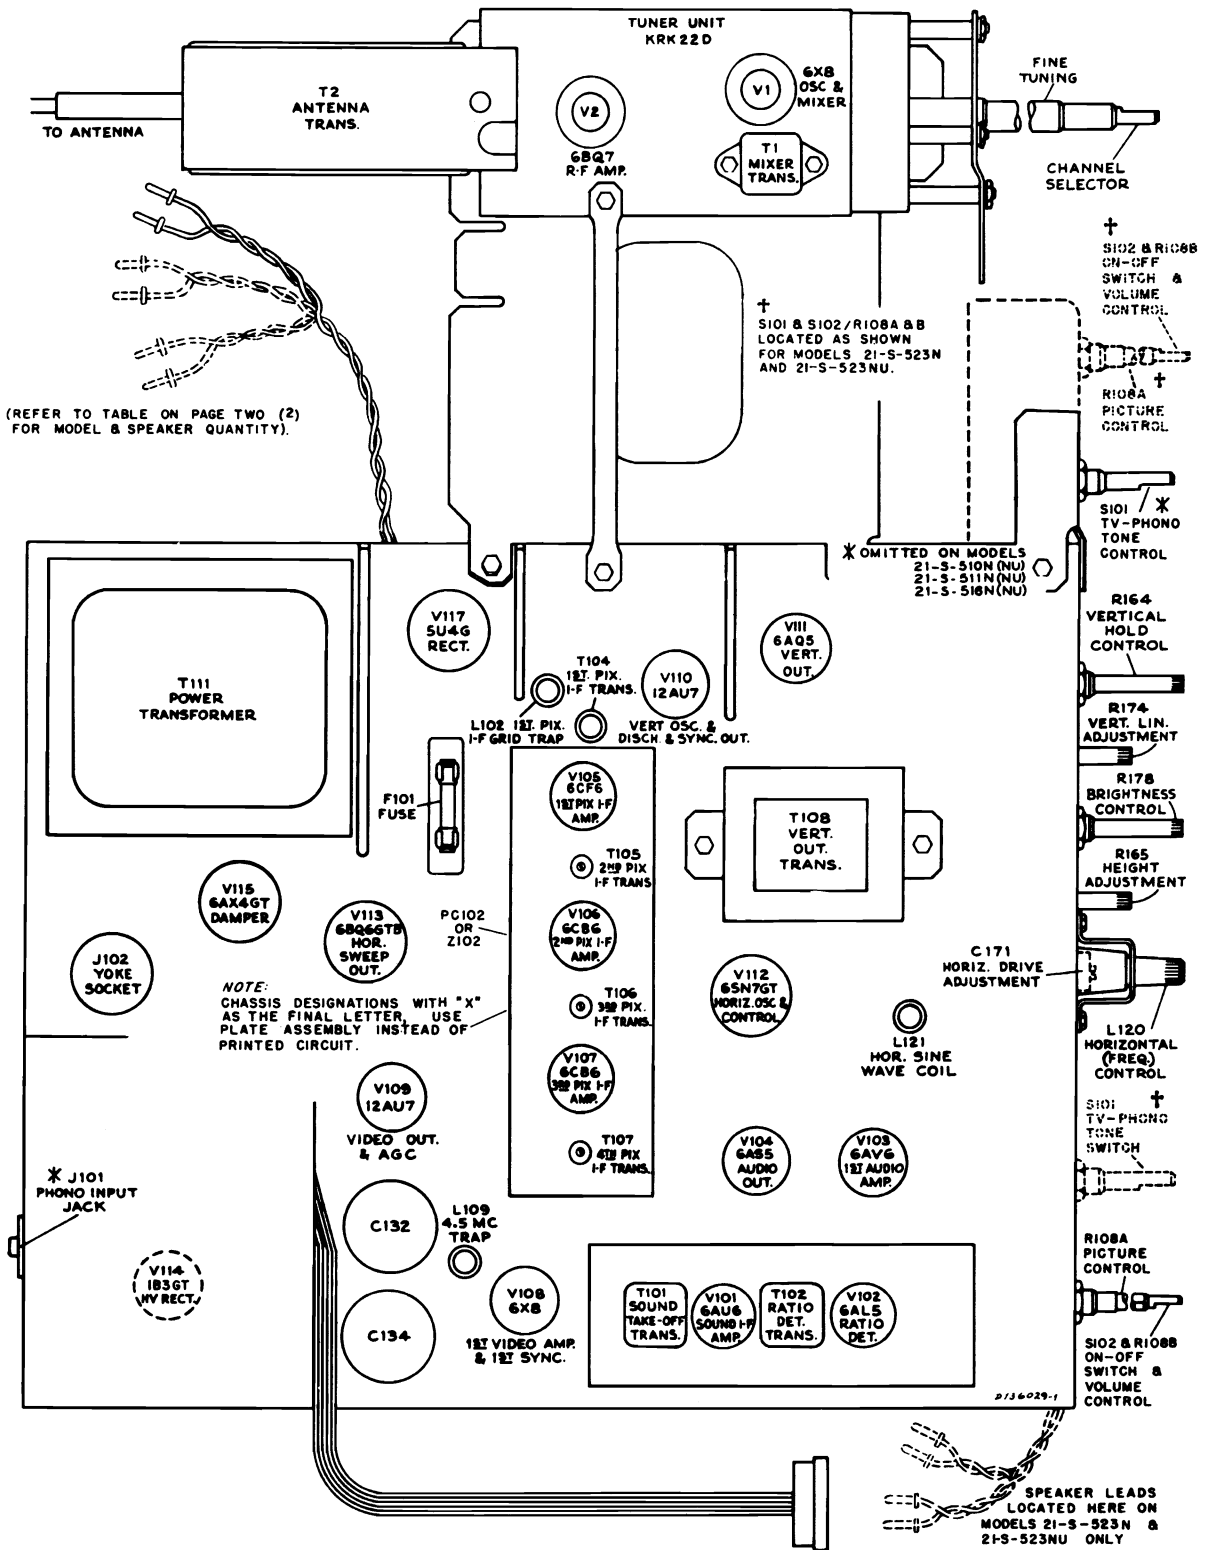 TUNER UNIT
KRK22D
T2
ANTENNA
TRANS.
TO ANTENNA
V2
6BQ7
R-F AMP.
V1
6X8
OSC &
MIXER
T1
MIXER
TRANS.
FINE
TUNING
CHANNEL
SELECTOR
†
S102 & R108B
ON-OFF
SWITCH &
VOLUME
CONTROL
†
R108A
PICTURE
CONTROL
†
S101 & S102/R108A & B
LOCATED AS SHOWN
FOR MODELS 21-S-523N
AND 21-S-523NU.
(REFER TO TABLE ON PAGE TWO (2)
FOR MODEL & SPEAKER QUANTITY).
S101 *
TV-PHONO
TONE
CONTROL
* OMITTED ON MODELS
21-S-510N(NU)
21-S-511N(NU)
21-S-516N(NU)
R164
VERTICAL
HOLD
CONTROL
R174
VERT. LIN.
ADJUSTMENT
R178
BRIGHTNESS
CONTROL
R165
HEIGHT
ADJUSTMENT
C171
HORIZ. DRIVE
ADJUSTMENT
L120
HORIZONTAL
(FREQ.)
CONTROL
S101 †
TV-PHONO
TONE
SWITCH
R108A
PICTURE
CONTROL
S102 & R108B
ON-OFF
SWITCH &
VOLUME
CONTROL
T111
POWER
TRANSFORMER
V117
5U4G
RECT.
T104
1ST. PIX.
I-F TRANS.
L102 1ST. PIX.
I-F GRID TRAP
V110
12AU7
VERT OSC. &
DISCH. & SYNC. OUT.
V111
6AQ5
VERT.
OUT.
F101
FUSE
V105
6CF6
1ST PIX I-F
AMP.
T105
2ND PIX
I-F TRANS
T108
VERT.
OUT.
TRANS.
V115
6AX4GT
DAMPER
V113
6BQ6GTB
HOR.
SWEEP
OUT.
PC102
OR
Z102
V106
6CB6
2ND PIX I-F
AMP.
J102
YOKE
SOCKET
NOTE:
CHASSIS DESIGNATIONS WITH "X"
AS THE FINAL LETTER, USE
PLATE ASSEMBLY INSTEAD OF
PRINTED CIRCUIT.
T106
3RD PIX.
I-F TRANS.
V112
6SN7GT
HORIZ. OSC &
CONTROL
L121
HOR. SINE
WAVE COIL
V107
6CB6
3RD PIX I-F
AMP.
V109
12AU7
VIDEO OUT.
& AGC
T107
4TH PIX
I-F TRANS.
V104
6AS5
AUDIO
OUT.
V103
6AV6
1ST AUDIO
AMP.
* J101
PHONO INPUT
JACK
C132
L109
4.5 MC
TRAP
V114
1B3GT
HV RECT.
C134
V108
6X8
1ST VIDEO AMP.
& 1ST SYNC.
T101
SOUND
TAKE-OFF
TRANS.
V101
6AU6
SOUND I-F
AMP.
T102
RATIO
DET.
TRANS.
V102
6AL5
RATIO
DET.
D136029-1
SPEAKER LEADS
LOCATED HERE ON
MODELS 21-S-523N &
21-S-523NU ONLY